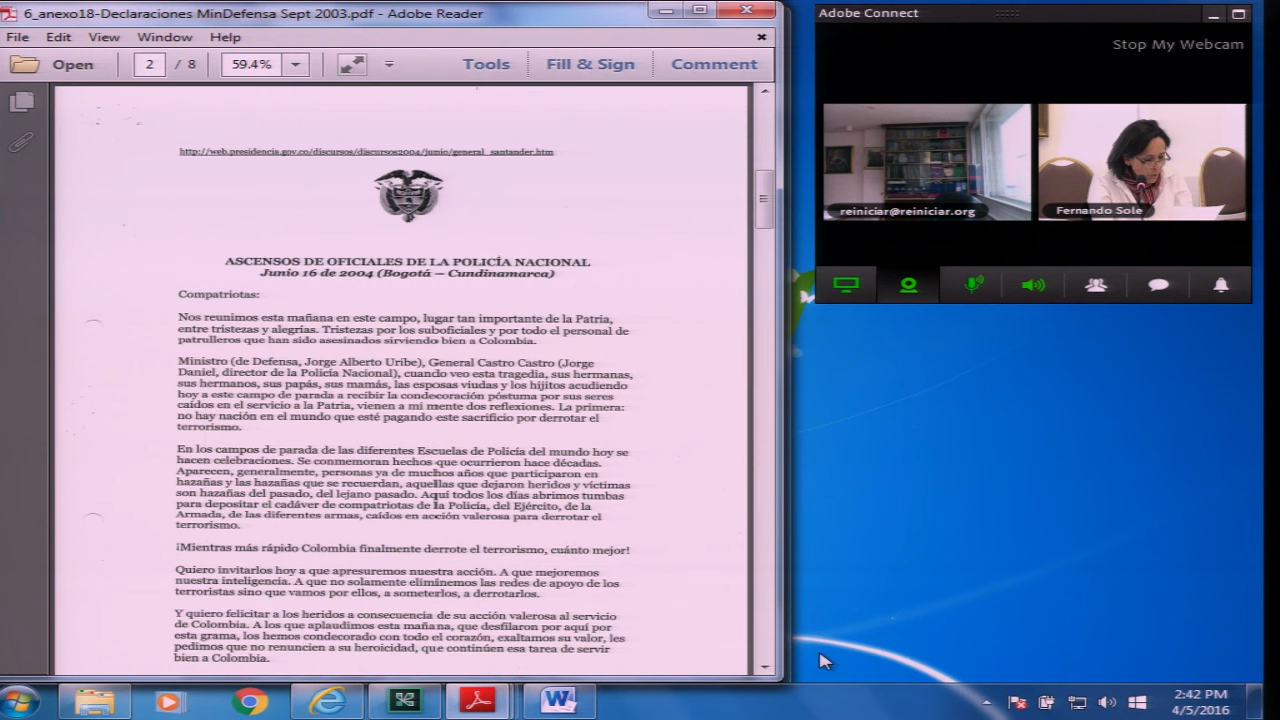 6_anexo18-Declaraciones MinDefensa Sept 2003.pdf - Adobe Reader
File Edit View Window Help
Open 2 / 8 59.4% Tools Fill & Sign Comment
http://web.presidencia.gov.co/discursos/discursos2004/junio/general_santander.htm
ASCENSOS DE OFICIALES DE LA POLICÍA NACIONAL
Junio 16 de 2004 (Bogotá – Cundinamarca)
Compatriotas:
Nos reunimos esta mañana en este campo, lugar tan importante de la Patria,
entre tristezas y alegrías. Tristezas por los suboficiales y por todo el personal de
patrulleros que han sido asesinados sirviendo bien a Colombia.
Ministro (de Defensa, Jorge Alberto Uribe), General Castro Castro (Jorge
Daniel, director de la Policía Nacional), cuando veo esta tragedia, sus hermanas,
sus hermanos, sus papás, sus mamás, las esposas viudas y los hijitos acudiendo
hoy a este campo de parada a recibir la condecoración póstuma por sus seres
caídos en el servicio a la Patria, vienen a mi mente dos reflexiones. La primera:
no hay nación en el mundo que esté pagando este sacrificio por derrotar el
terrorismo.
En los campos de parada de las diferentes Escuelas de Policía del mundo hoy se
hacen celebraciones. Se conmemoran hechos que ocurrieron hace décadas.
Aparecen, generalmente, personas ya de muchos años que participaron en
hazañas y las hazañas que se recuerdan, aquellas que dejaron heridos y víctimas
son hazañas del pasado, del lejano pasado. Aquí todos los días abrimos tumbas
para depositar el cadáver de compatriotas de la Policía, del Ejército, de la
Armada, de las diferentes armas, caídos en acción valerosa para derrotar el
terrorismo.
¡Mientras más rápido Colombia finalmente derrote el terrorismo, cuánto mejor!
Quiero invitarlos hoy a que apresuremos nuestra acción. A que mejoremos
nuestra inteligencia. A que no solamente eliminemos las redes de apoyo de los
terroristas sino que vamos por ellos, a someterlos, a derrotarlos.
Y quiero felicitar a los heridos a consecuencia de su acción valerosa al servicio
de Colombia. A los que aplaudimos esta mañana, que desfilaron por aquí por
esta grama, los hemos condecorado con todo el corazón, exaltamos su valor, les
pedimos que no renuncien a su heroicidad, que continúen esa tarea de servir
bien a Colombia.
Adobe Connect
Stop My Webcam
reiniciar@reiniciar.org
Fernando Sole
2:42 PM
4/5/2016